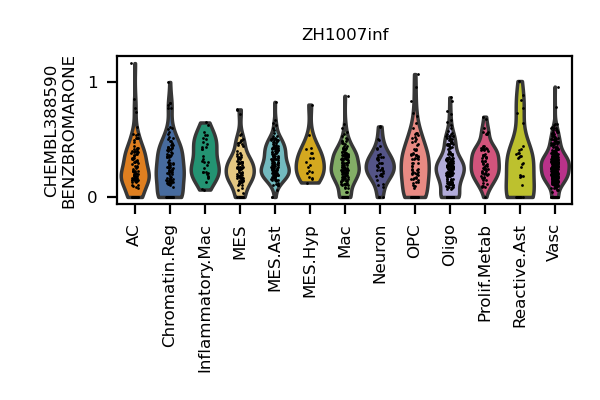 ZH1007inf
CHEMBL388590
BENZBROMARONE
1
0
AC
Chromatin.Reg
Inflammatory.Mac
MES
MES.Ast
MES.Hyp
Mac
Neuron
OPC
Oligo
Prolif.Metab
Reactive.Ast
Vasc